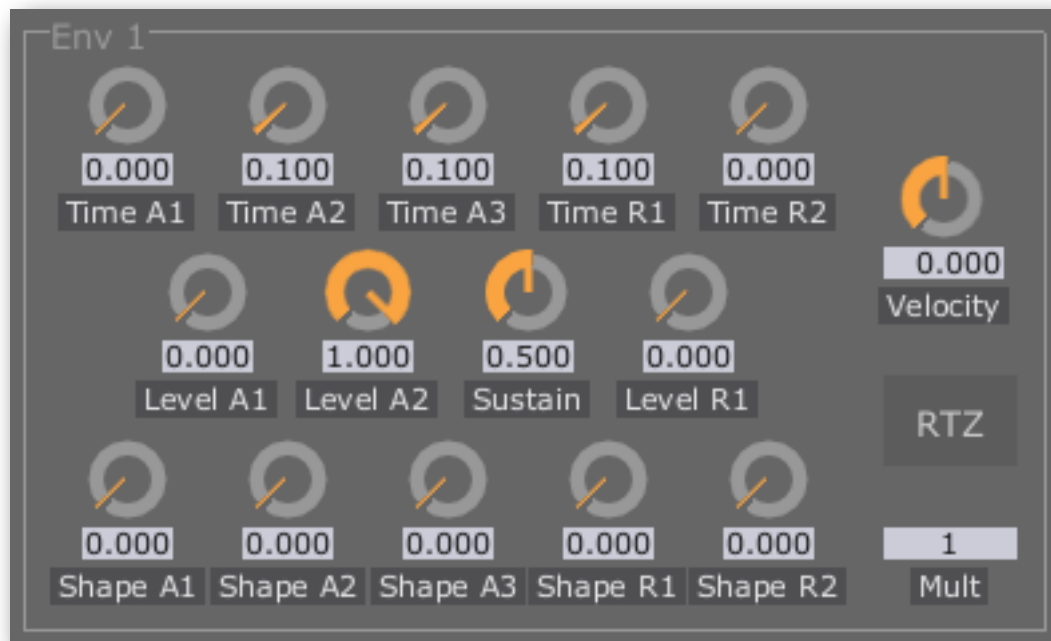 Env 1
0.000 0.100 0.100 0.100 0.000
Time A1 Time A2 Time A3 Time R1 Time R2
0.000
Velocity
0.000 1.000 0.500 0.000
Level A1 Level A2 Sustain Level R1
RTZ
0.000 0.000 0.000 0.000 0.000
1
Shape A1 Shape A2 Shape A3 Shape R1 Shape R2
Mult